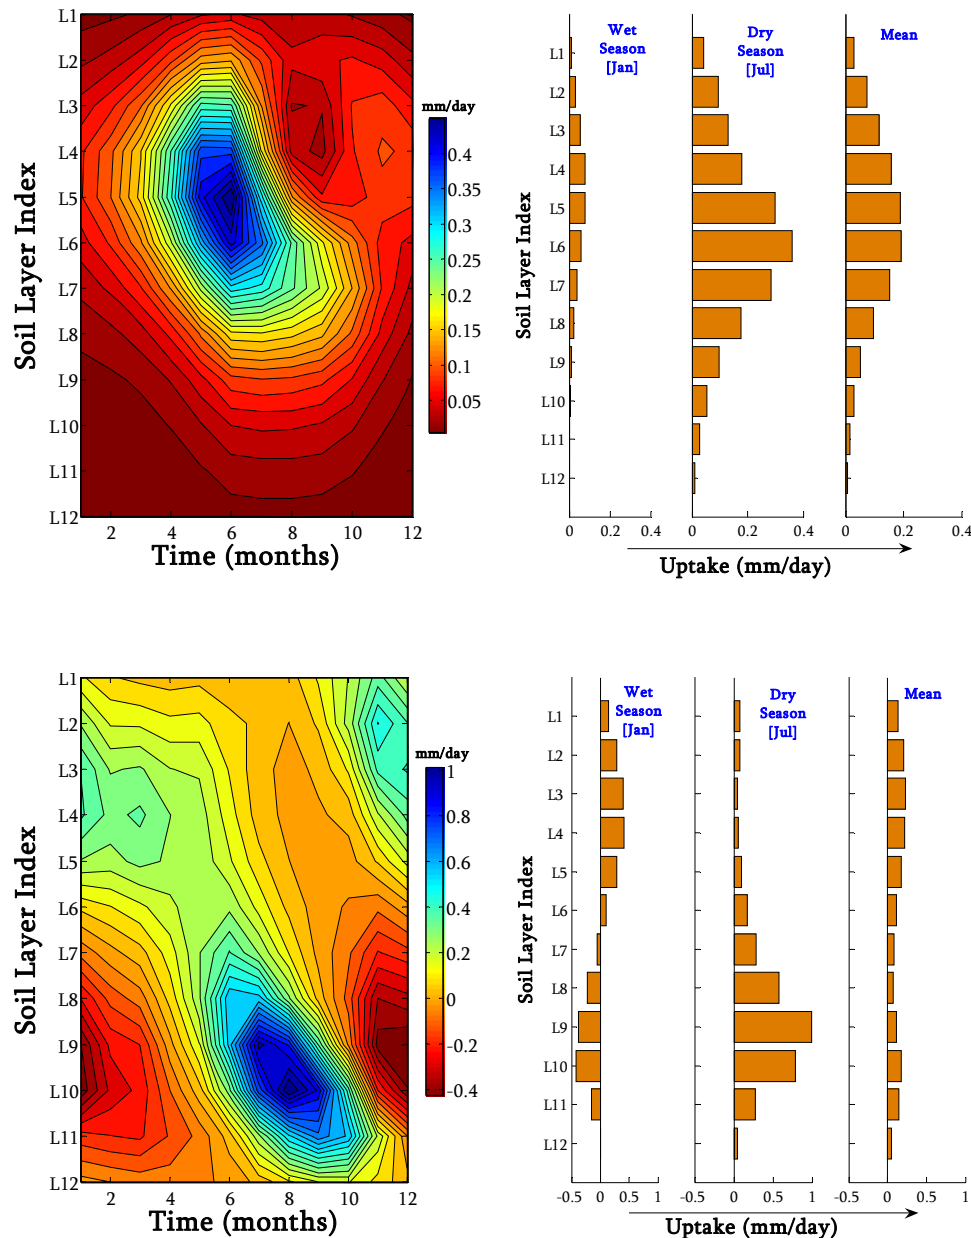 L1
L2
L3
L4
L5
L6
L7
L8
L9
L10
L11
L12
Soil Layer Index
2 4 6 8 10 12
Time (months)
mm/day
0.4
0.35
0.3
0.25
0.2
0.15
0.1
0.05
Wet
Season
[Jan]
Dry
Season
[Jul]
Mean
L1
L2
L3
L4
L5
L6
L7
L8
L9
L10
L11
L12
Soil Layer Index
0 0.2 0.4 0 0.2 0.4 0 0.2 0.4
Uptake (mm/day)
L1
L2
L3
L4
L5
L6
L7
L8
L9
L10
L11
L12
Soil Layer Index
2 4 6 8 10 12
Time (months)
mm/day
1
0.8
0.6
0.4
0.2
0
-0.2
-0.4
Wet
Season
[Jan]
Dry
Season
[Jul]
Mean
L1
L2
L3
L4
L5
L6
L7
L8
L9
L10
L11
L12
Soil Layer Index
-0.5 0 0.5 1 -0.5 0 0.5 1 -0.5 0 0.5 1
Uptake (mm/day)